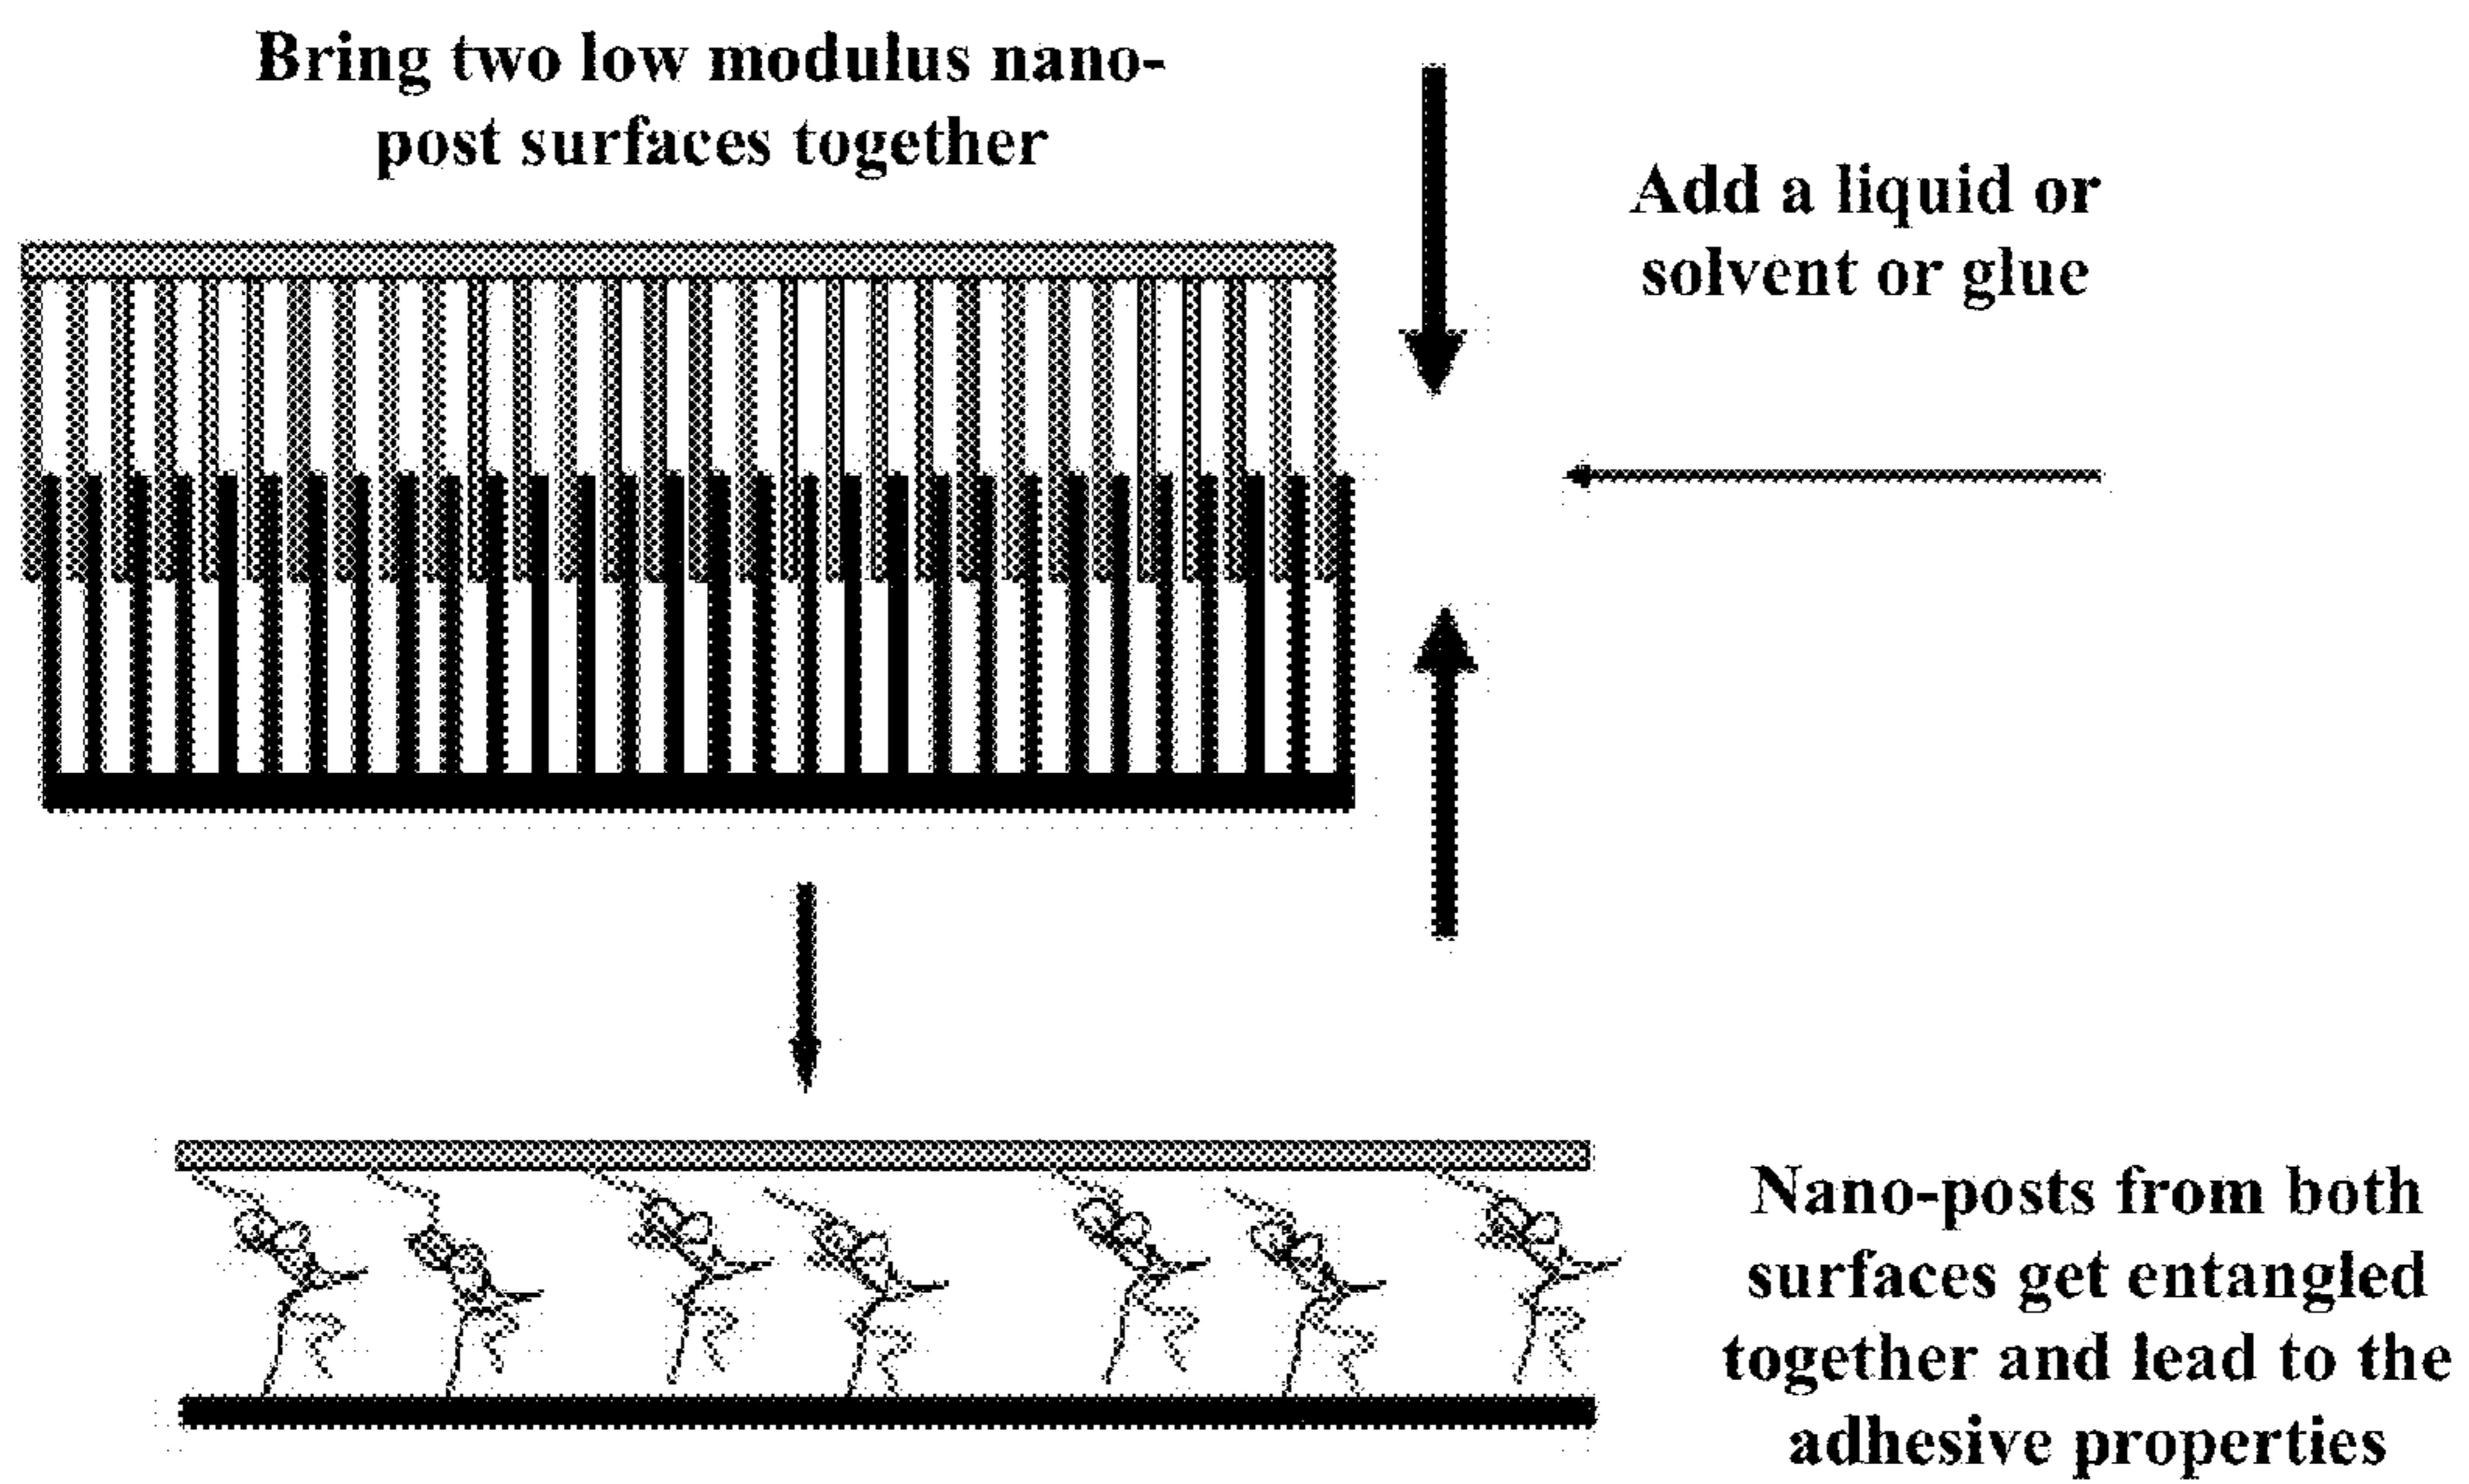 Bring two low modulus nano-
post surfaces together
Add a liquid or
solvent or glue
Nano-posts from both
surfaces get entangled
together and lead to the
adhesive properties